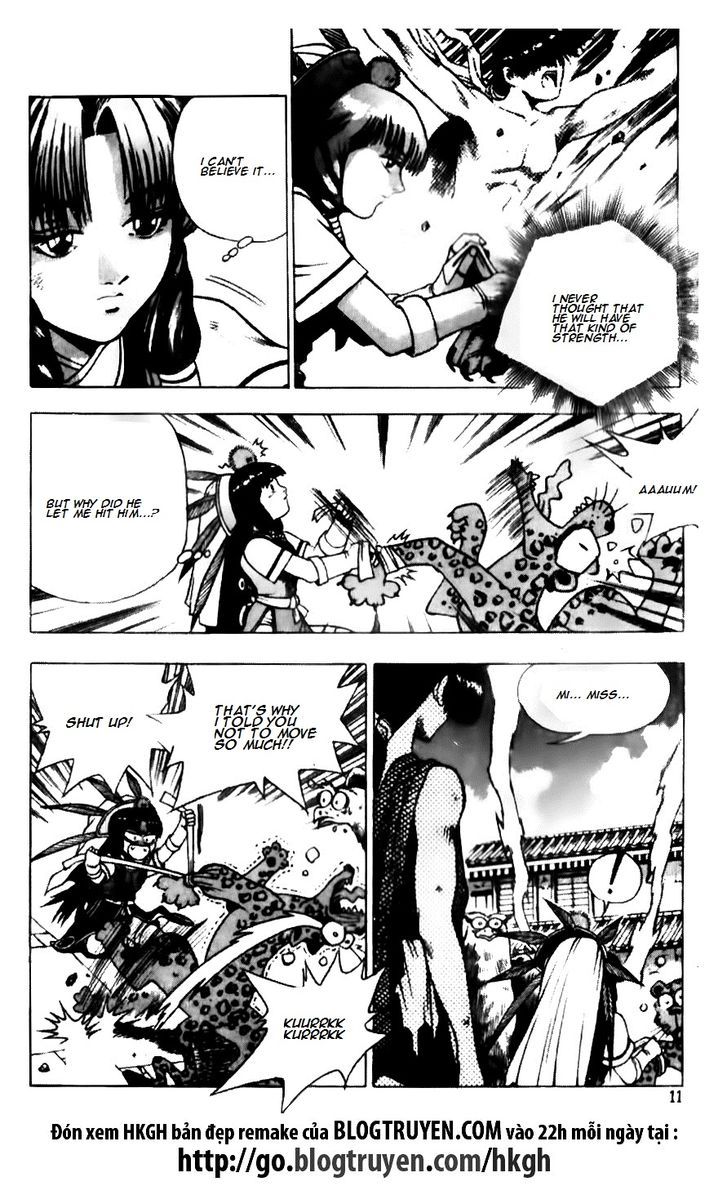 I CAN'T
BELIEVE IT...
I NEVER
THOUGHT THAT
HE WILL HAVE
THAT KIND OF
STRENGTH...
BUT WHY DID HE
LET ME HIT HIM...?
AAAUUM!
SHUT UP!
THAT'S WHY
I TOLD YOU
NOT TO MOVE
SO MUCH!!
KUURRKK
KURRRKK
MI... MISS...
!
11
Đón xem HKGH bản đẹp remake của BLOGTRUYEN.COM vào 22h mỗi ngày tại :
http://go.blogtruyen.com/hkgh